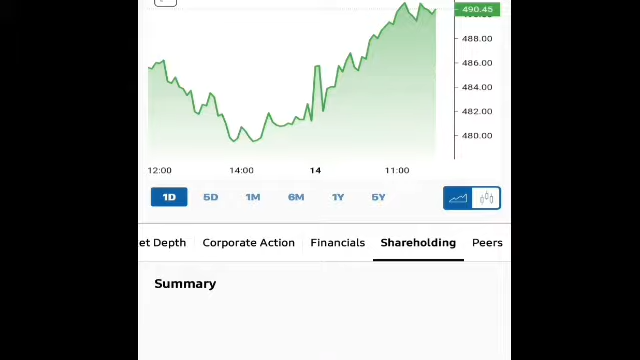 490.45
488.00
486.00
484.00
482.00
480.00
12:00 14:00 14 11:00
1D 5D 1M 6M 1Y 5Y
et Depth Corporate Action Financials Shareholding Peers
Summary